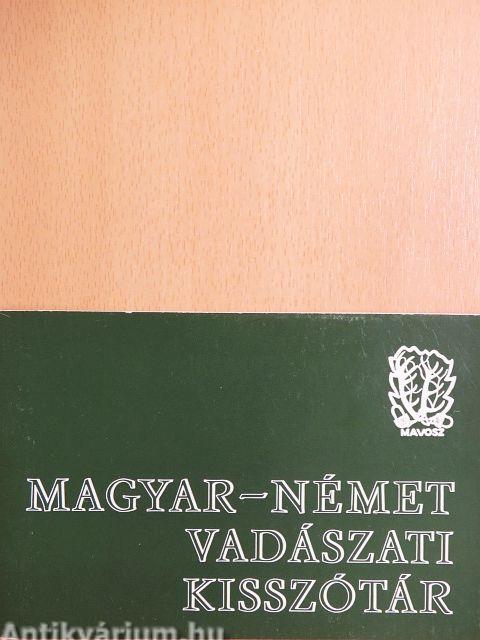 MAVOSZ
MAGYAR-NÉMET
VADÁSZATI
KISSZÓTÁR
Antikvárium.hu